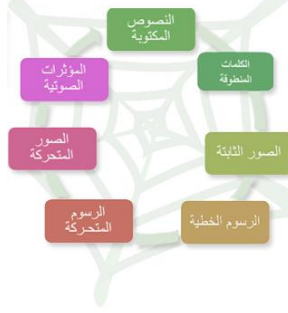 النصوص
المكتوبة
الكلمات
المنطوقة
الصور الثابتة
الرسوم الخطية
الرسوم
المتحركة
الصور
المتحركة
المؤثرات
الصوتية